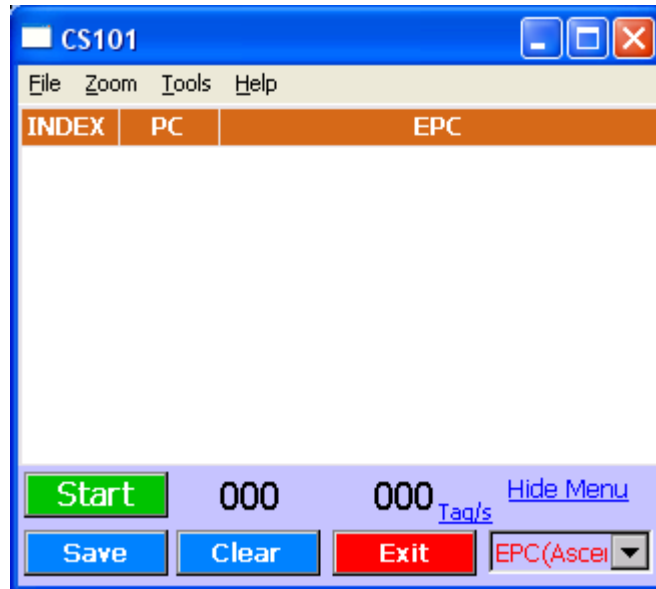 CS101
File Zoom Tools Help
INDEX PC EPC
Start 000 000 Tag/s Hide Menu
Save Clear Exit EPC(Ascei